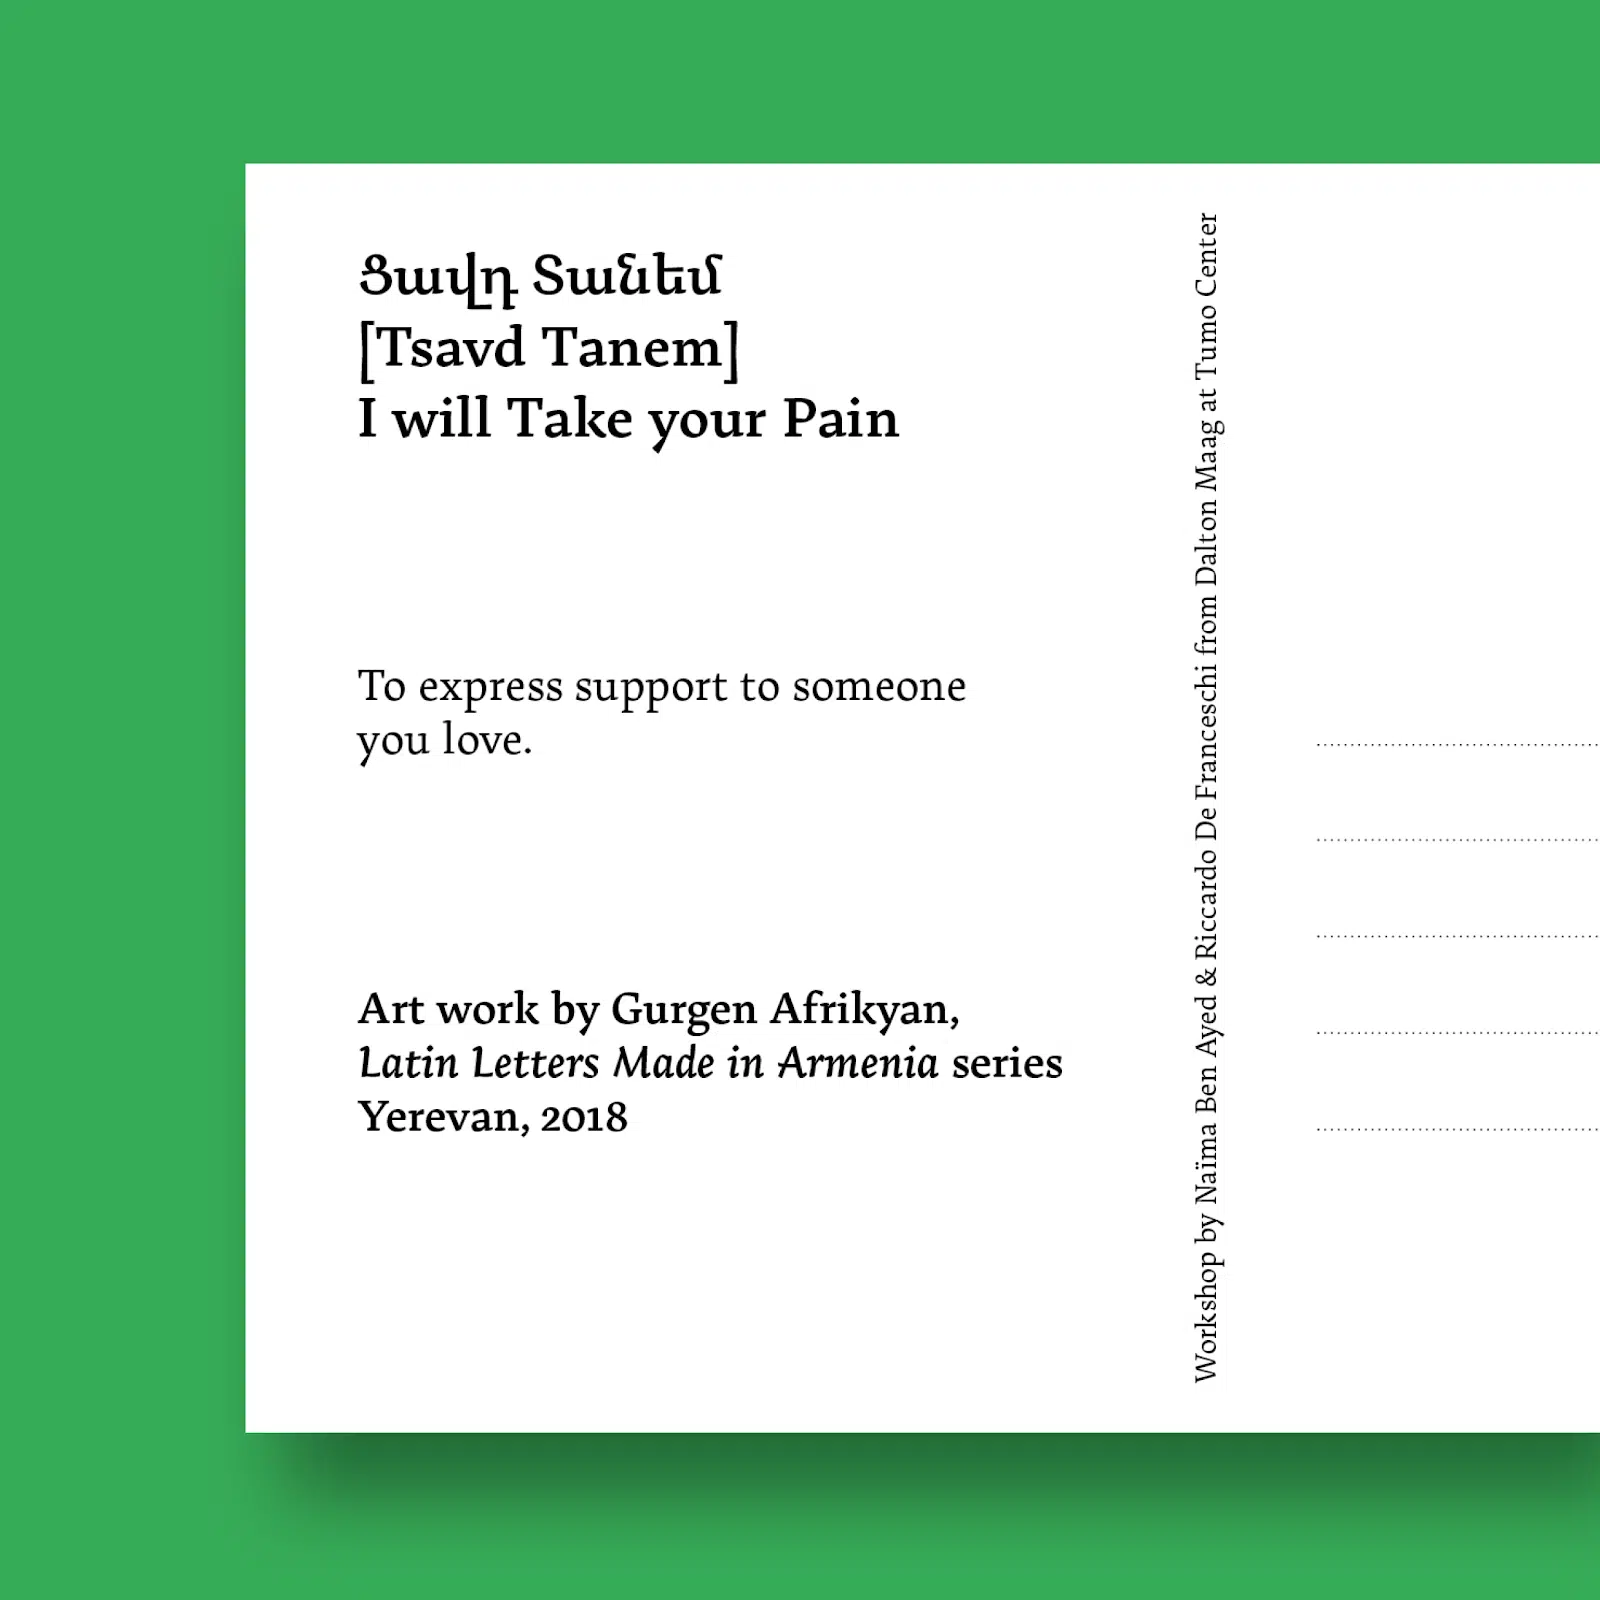 Ցավդ Տանեմ
[Tsavd Tanem]
I will Take your Pain
To express support to someone
you love.
Art work by Gurgen Afrikyan,
Latin Letters Made in Armenia series
Yerevan, 2018
Workshop by Naïma Ben Ayed & Riccardo De Franceschi from Dalton Maag at Tumo Center